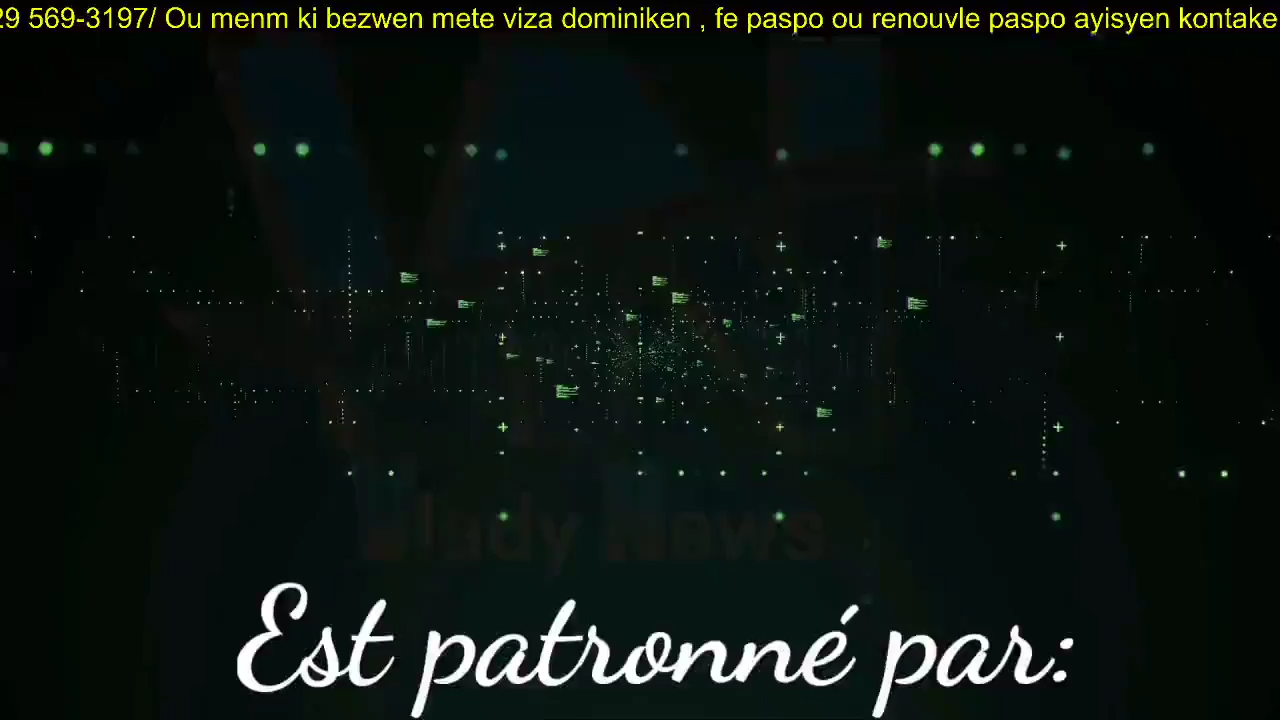 29 569-3197/ Ou menm ki bezwen mete viza dominiken , fe paspo ou renouvle paspo ayisyen kontake
News
Est patronné par: